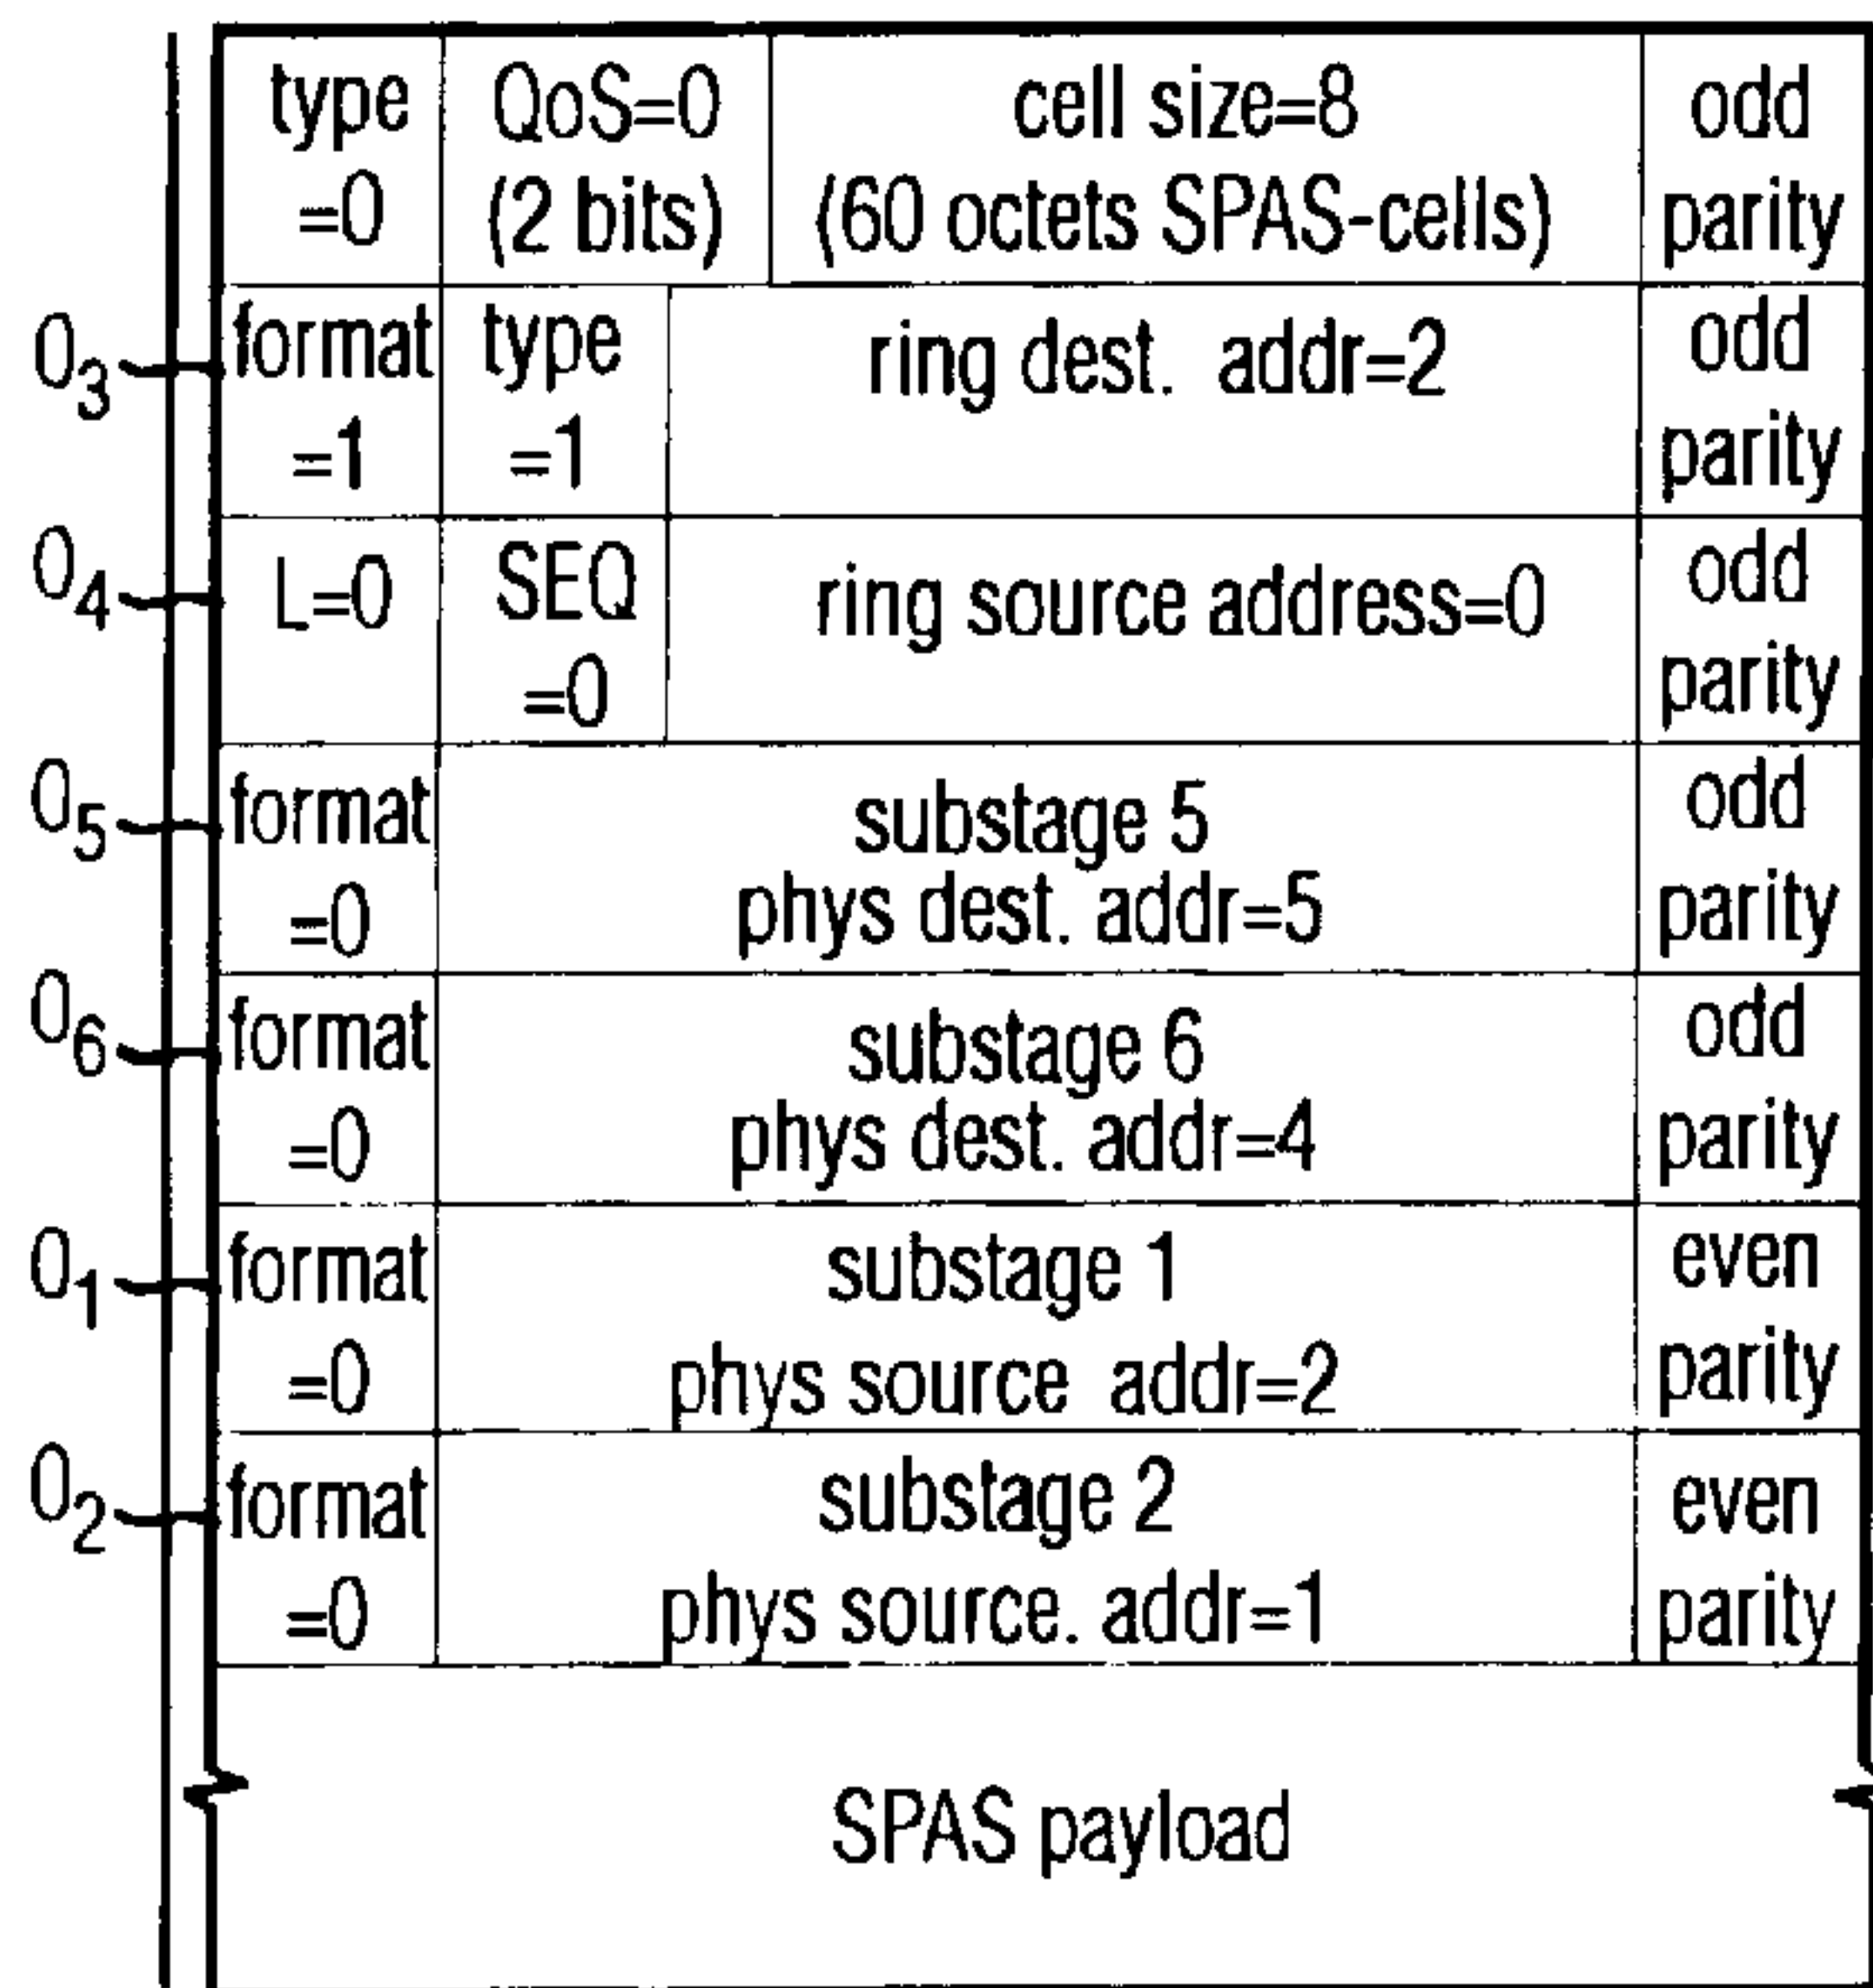 type QoS=0 cell size=8 odd
=0 (2 bits) (60 octets SPAS-cells) parity
O3 format type ring dest. addr=2 odd
=1 =1 parity
O4 L=0 SEQ ring source address=0 odd
=0 parity
O5 format substage 5 odd
=0 phys dest. addr=5 parity
O6 format substage 6 odd
=0 phys dest. addr=4 parity
O1 format substage 1 even
=0 phys source addr=2 parity
O2 format substage 2 even
=0 phys source. addr=1 parity
SPAS payload